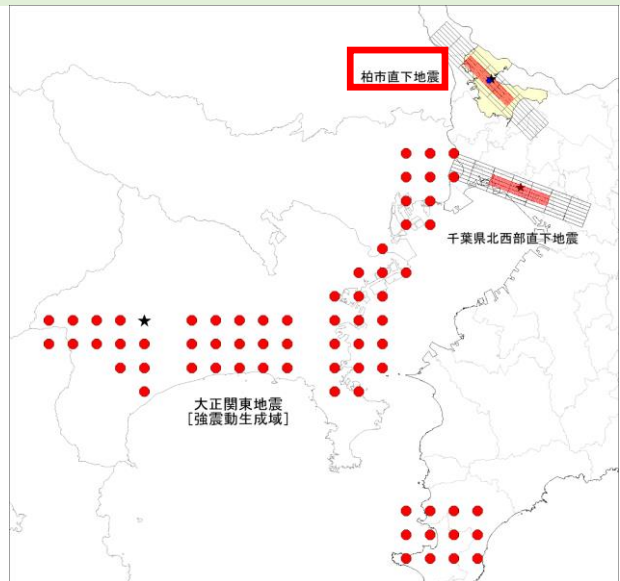 柏市直下地震
千葉県北西部直下地震
大正関東地震
[強震動生成域]